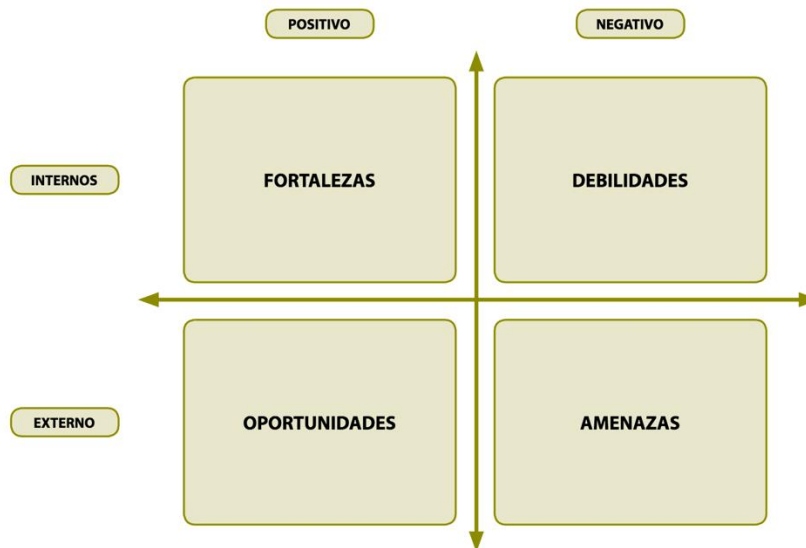 POSITIVO
NEGATIVO
INTERNOS
FORTALEZAS
DEBILIDADES
EXTERNO
OPORTUNIDADES
AMENAZAS